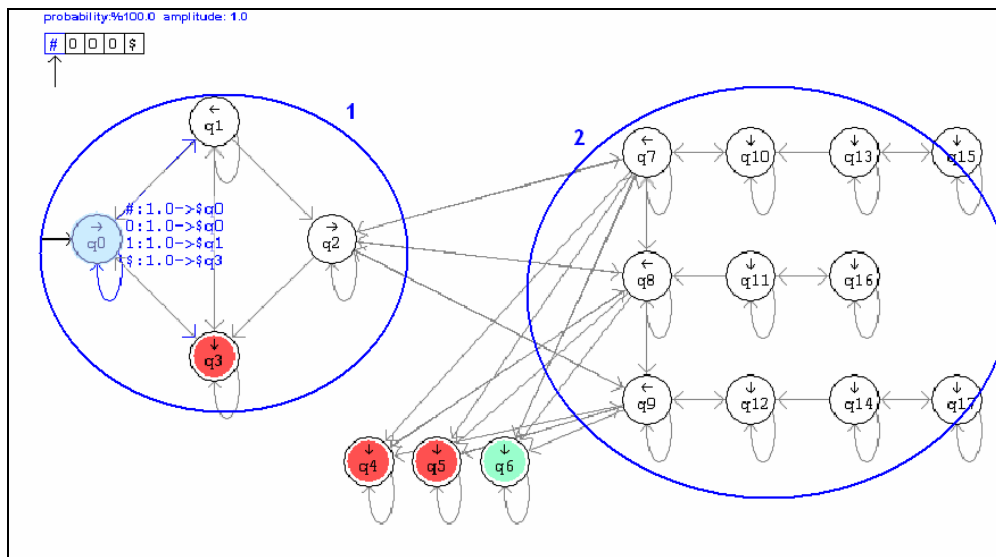 probability:%100.0 amplitude: 1.0
# 0 0 0 $
1
q1
#:1.0->$q0
0:1.0->$q0
1:1.0->$q1
$:1.0->$q3
q0
q2
q3
2
q7
q10
q13
q15
q8
q11
q16
q9
q12
q14
q17
q4
q5
q6